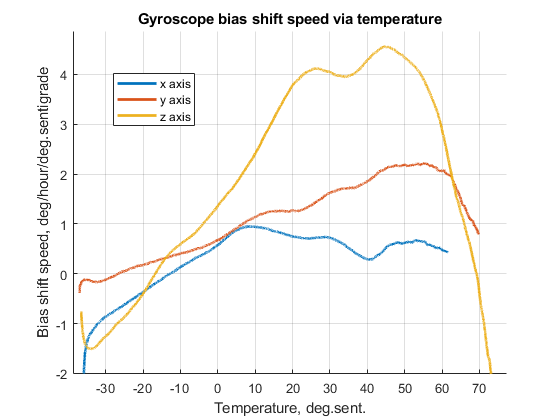 Gyroscope bias shift speed via temperature
x axis
y axis
z axis
Bias shift speed, deg/hour/deg.sentigrade
4
3
2
1
0
-1
-2
-30 -20 -10 0 10 20 30 40 50 60 70
Temperature, deg.sent.